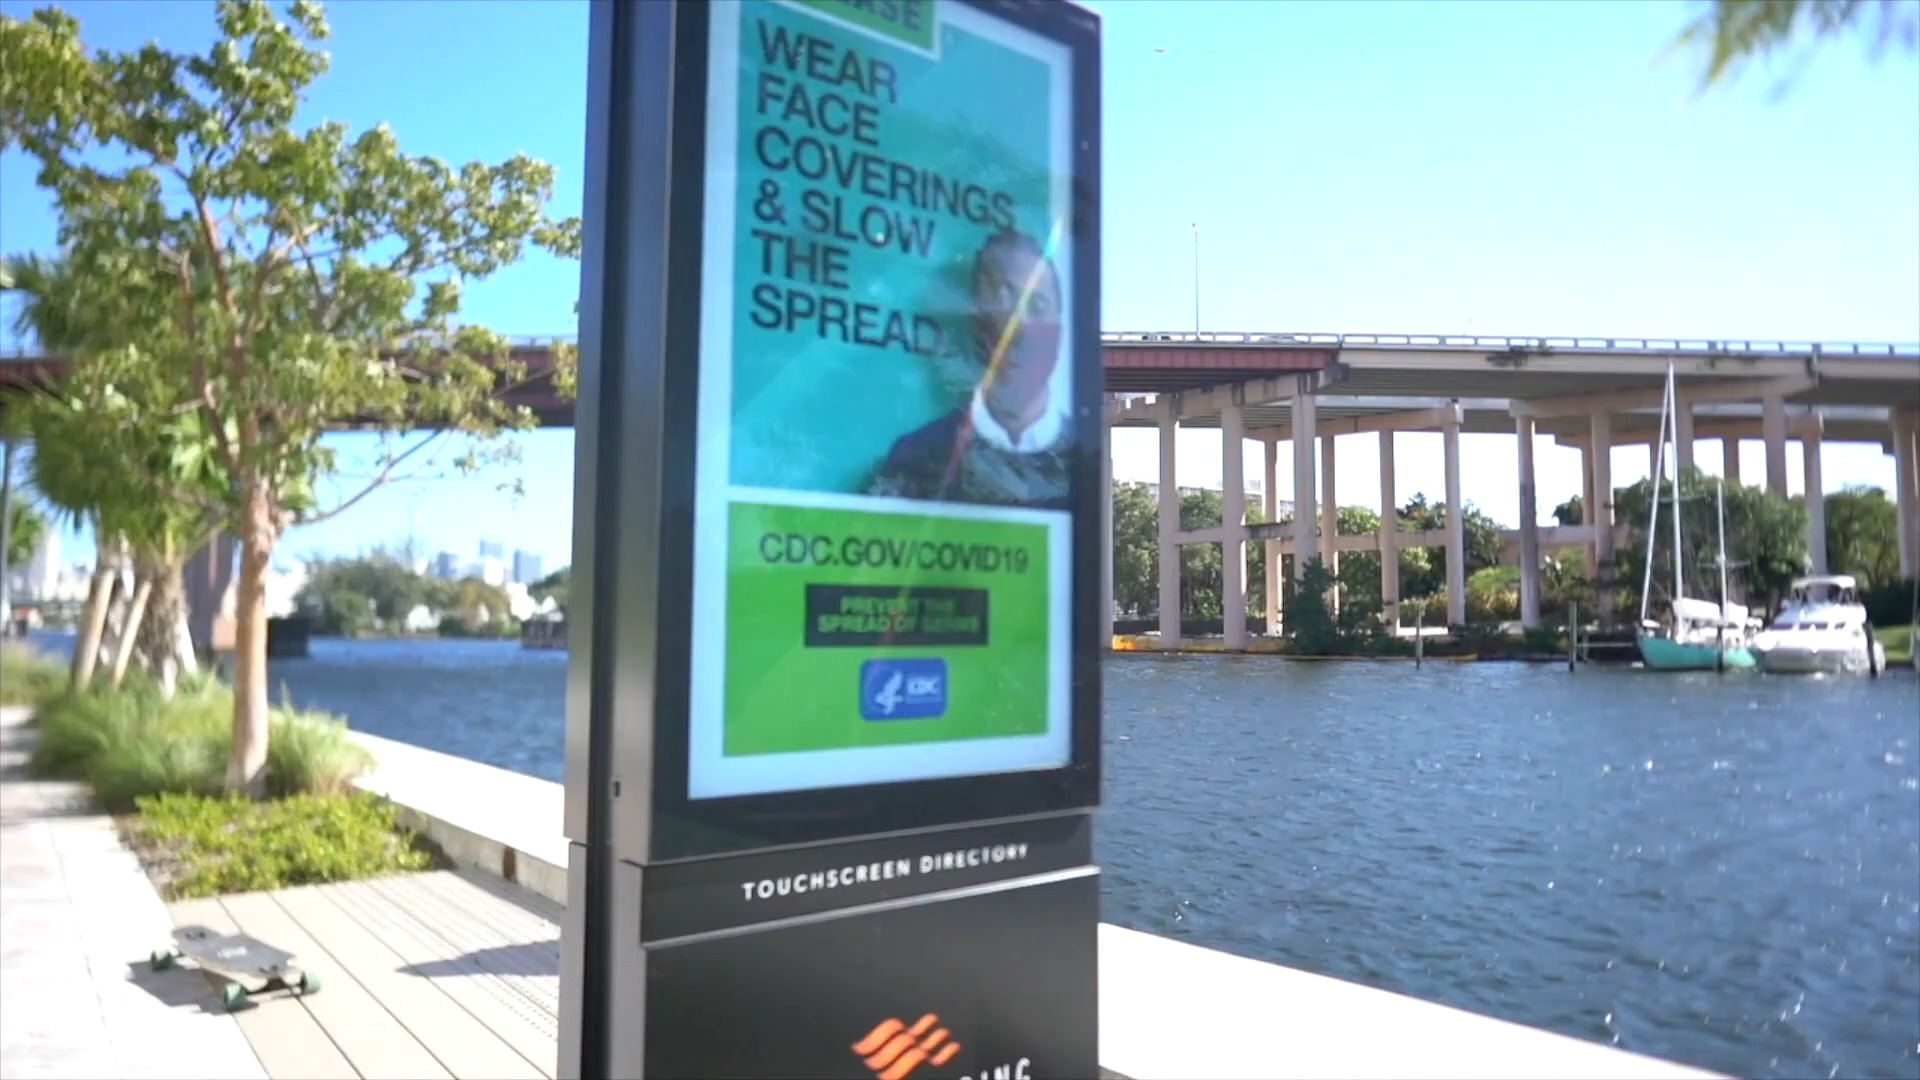 WEAR
FACE
COVERINGS
& SLOW
THE
SPREAD
CDC.GOV/COVID19
PREVENT THE
SPREAD OF GERMS
CDC
TOUCHSCREEN DIRECTORY